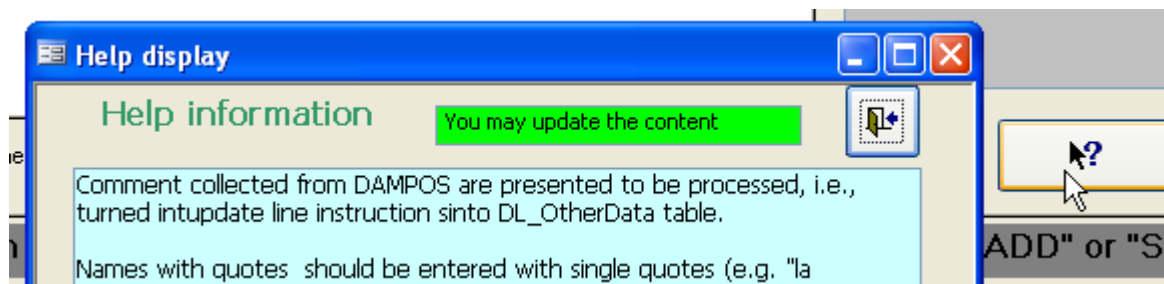 Help display
Help information
You may update the content
?
ne
Comment collected from DAMPOS are presented to be processed, i.e.,
turned intupdate line instruction sinto DL_OtherData table.
ADD" or "S
Names with quotes  should be entered with single quotes (e.g. "la